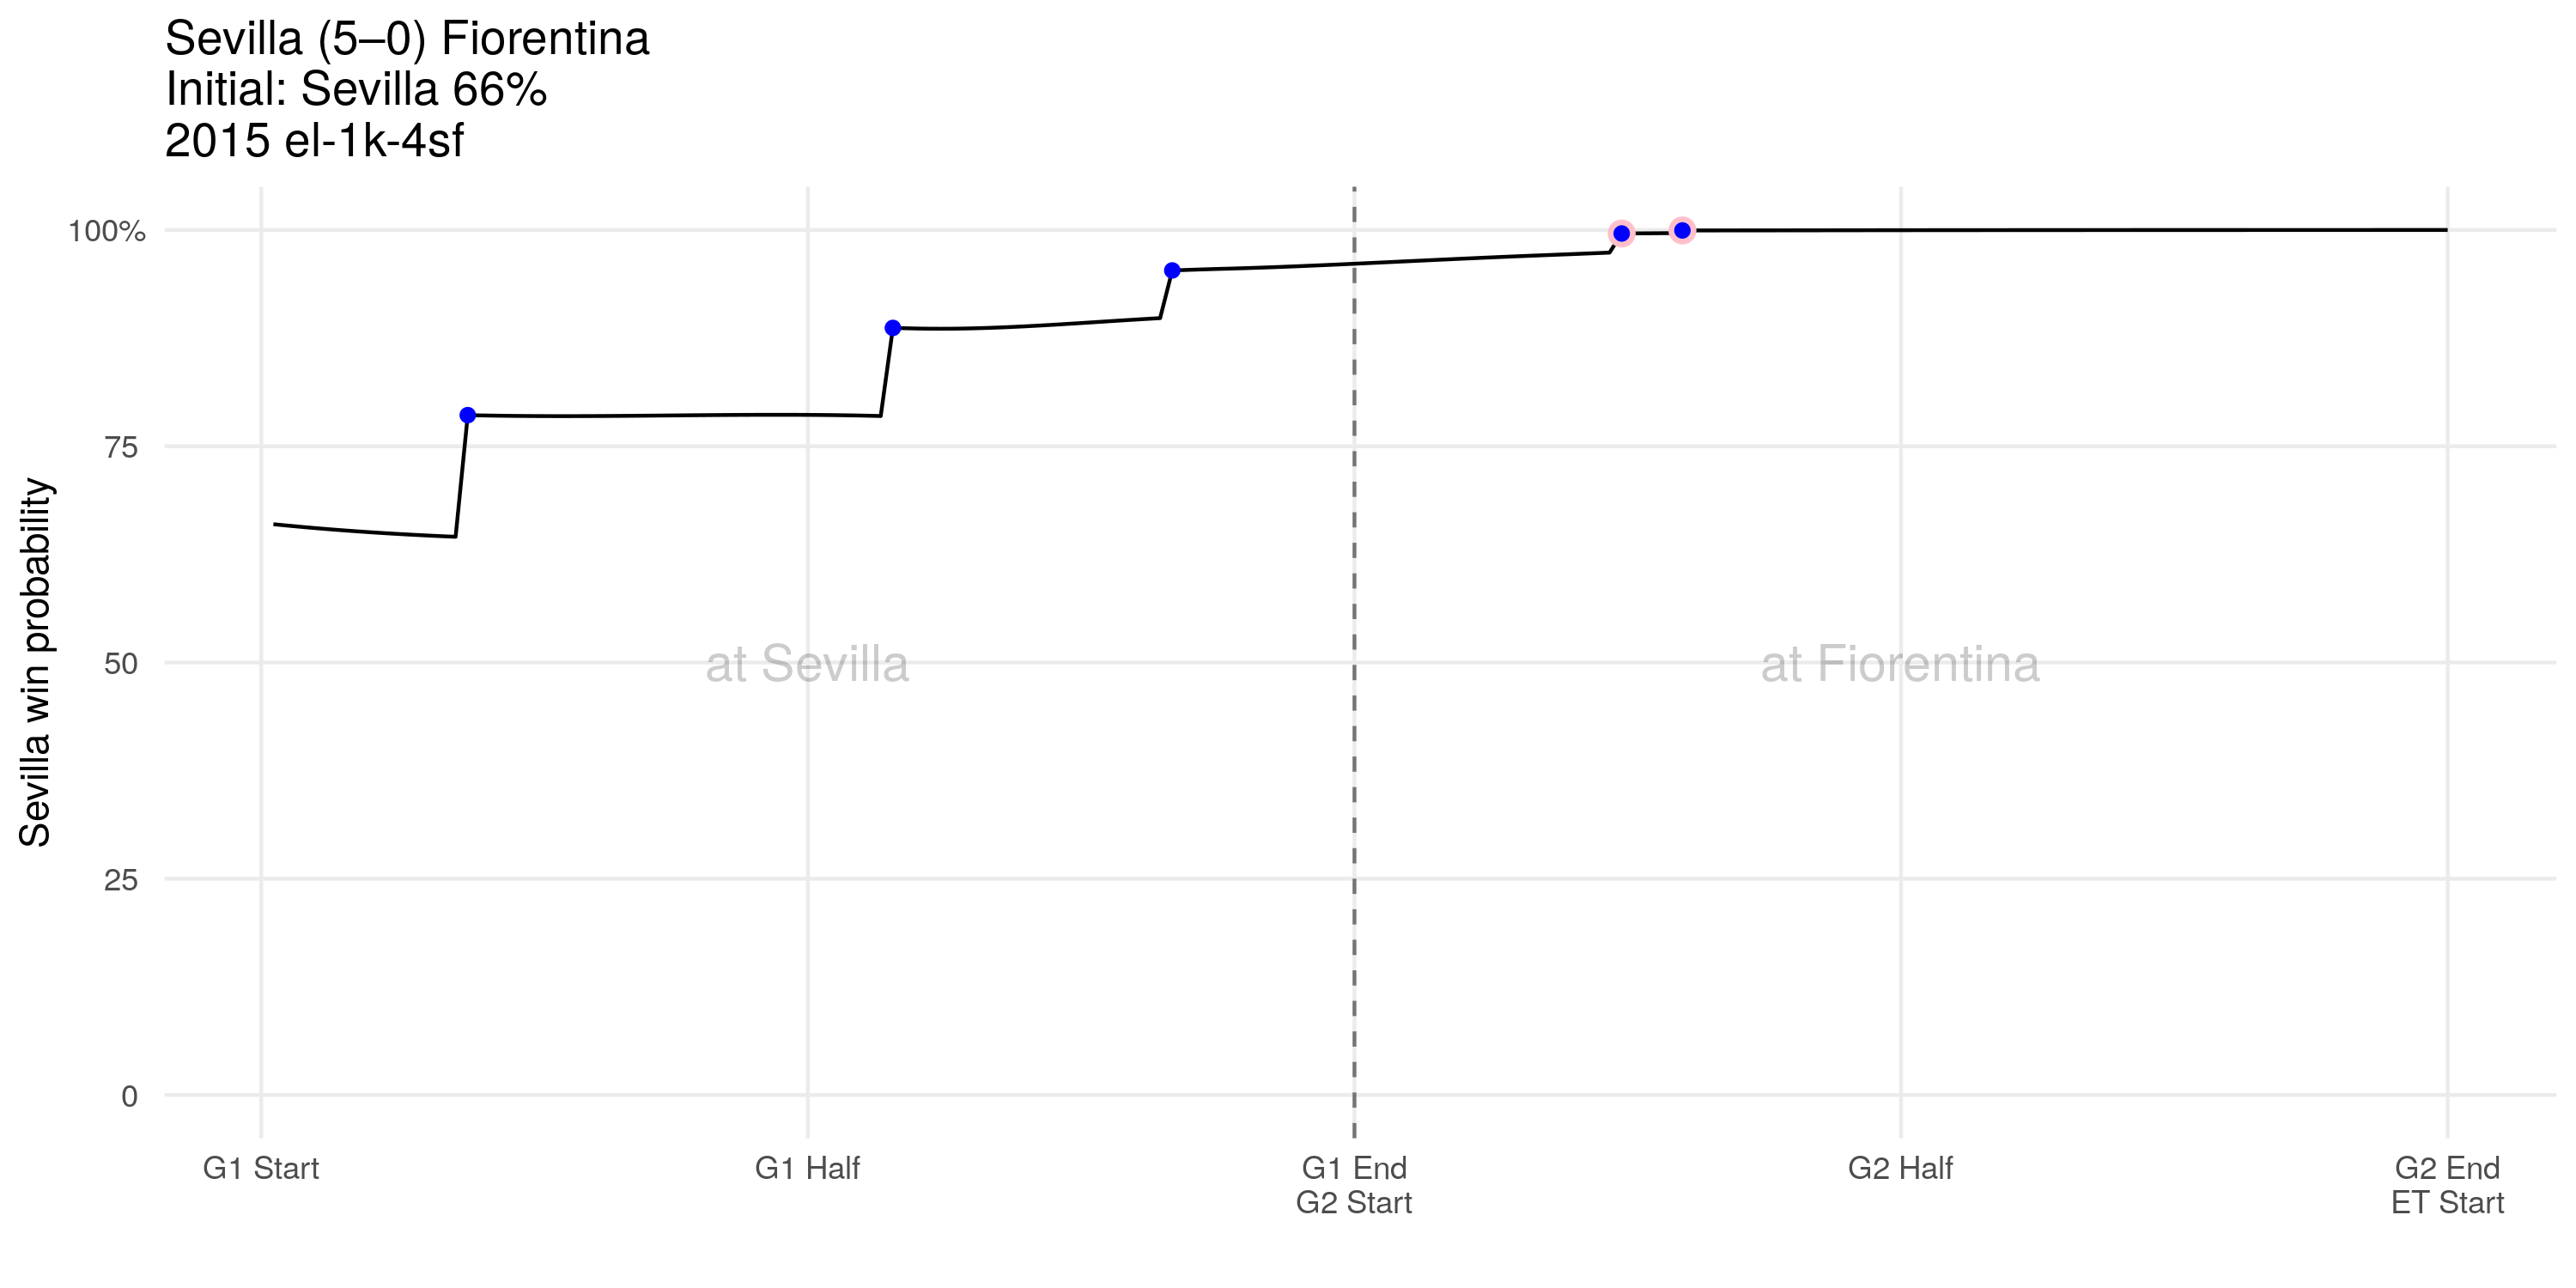 Sevilla (5–0) Fiorentina
Initial: Sevilla 66%
2015 el-1k-4sf
Sevilla win probability
100%
75
50
25
0
at Sevilla
at Fiorentina
G1 Start
G1 Half
G1 End
G2 Start
G2 Half
G2 End
ET Start